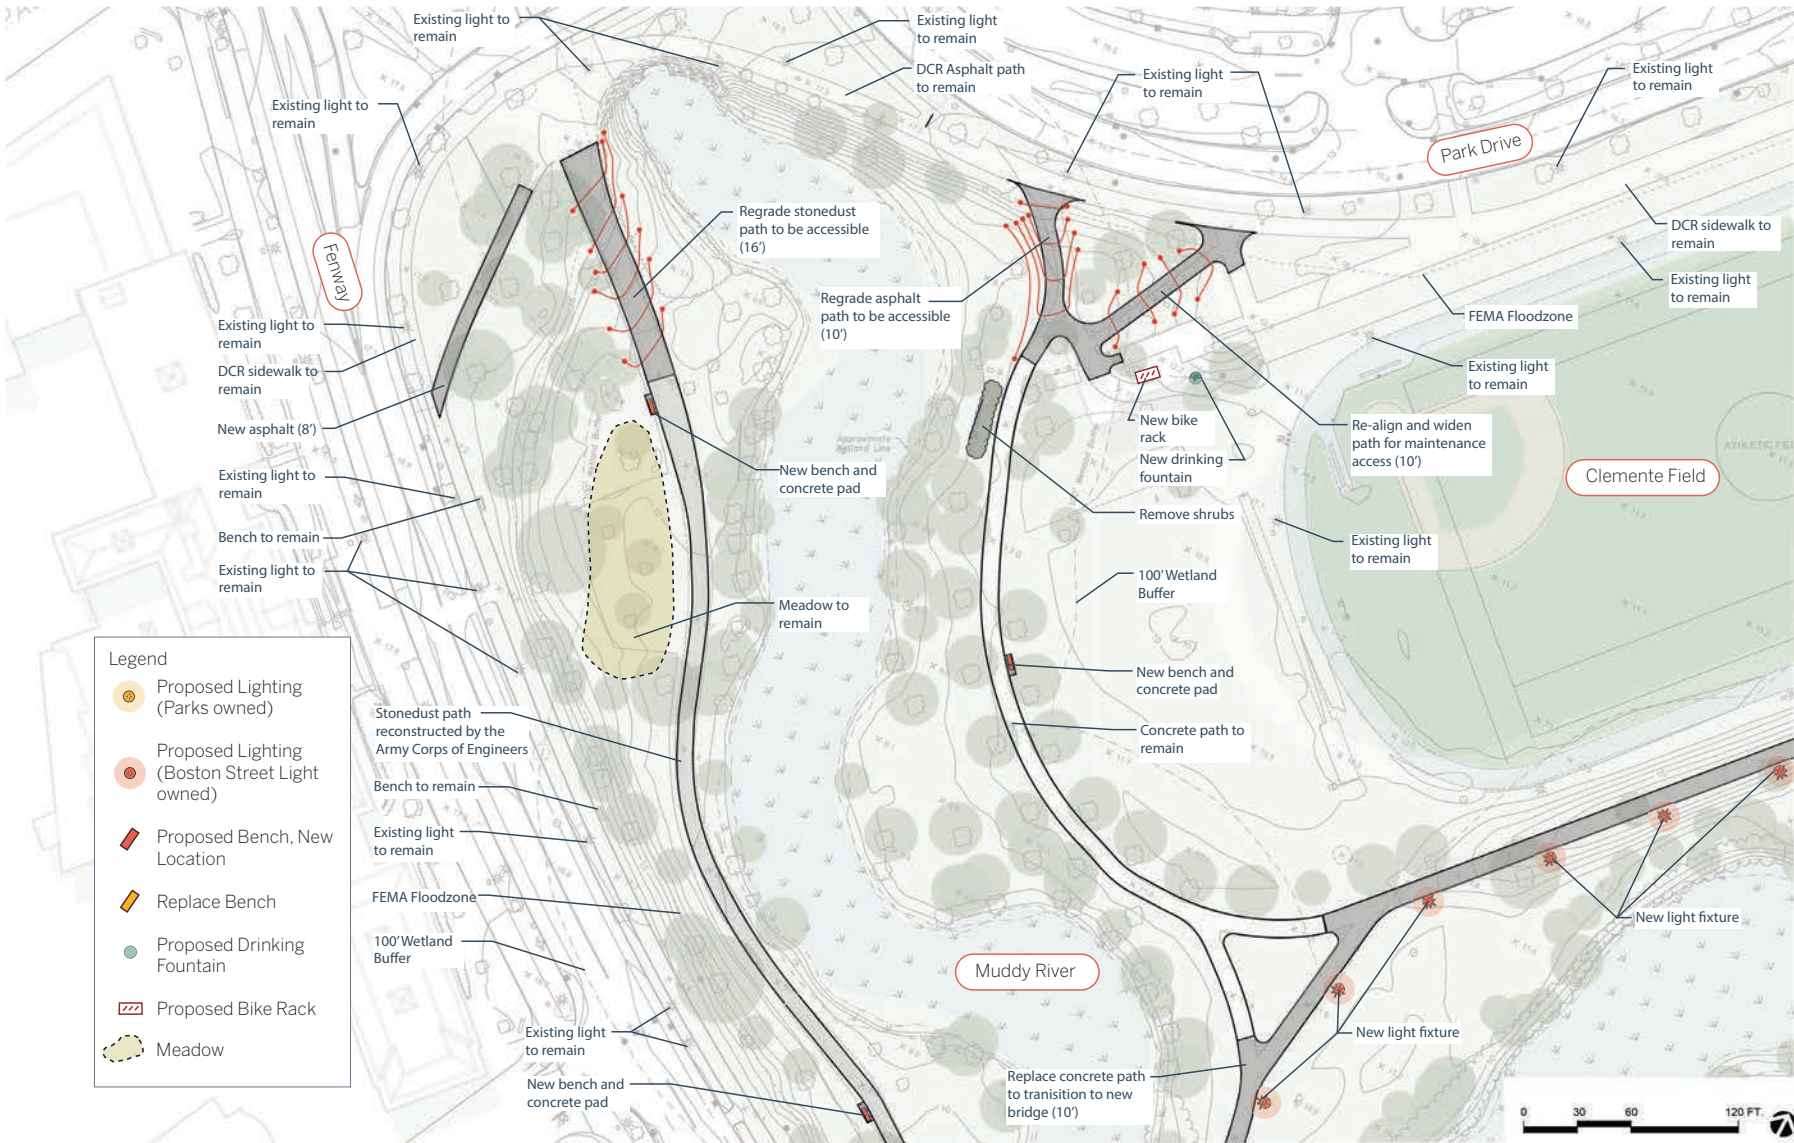 Existing light to
remain
Existing light
to remain
DCR Asphalt path
to remain
Existing light
to remain
Existing light
to remain
Existing light to
remain
Park Drive
Fenway
Regrade stonedust
path to be accessible
(16')
DCR sidewalk to
remain
Existing light
to remain
Regrade asphalt
path to be accessible
(10')
FEMA Floodzone
Existing light to
remain
DCR sidewalk to
remain
Existing light
to remain
New asphalt (8')
New bike
rack
New drinking
fountain
Re-align and widen
path for maintenance
access (10')
Approximate
Wetland Line
ATHLETIC FIEL
Clemente Field
Existing light to
remain
New bench and
concrete pad
Remove shrubs
Bench to remain
Existing light
to remain
Existing light to
remain
100' Wetland
Buffer
Meadow to
remain
New bench and
concrete pad
Stonedust path
reconstructed by the
Army Corps of Engineers
Concrete path to
remain
Bench to remain
Existing light
to remain
FEMA Floodzone
100' Wetland
Buffer
New light fixture
Muddy River
Existing light
to remain
New light fixture
New bench and
concrete pad
Replace concrete path
to tranisition to new
bridge (10')
Legend
Proposed Lighting
(Parks owned)
Proposed Lighting
(Boston Street Light
owned)
Proposed Bench, New
Location
Replace Bench
Proposed Drinking
Fountain
Proposed Bike Rack
Meadow
0 30 60 120 FT.